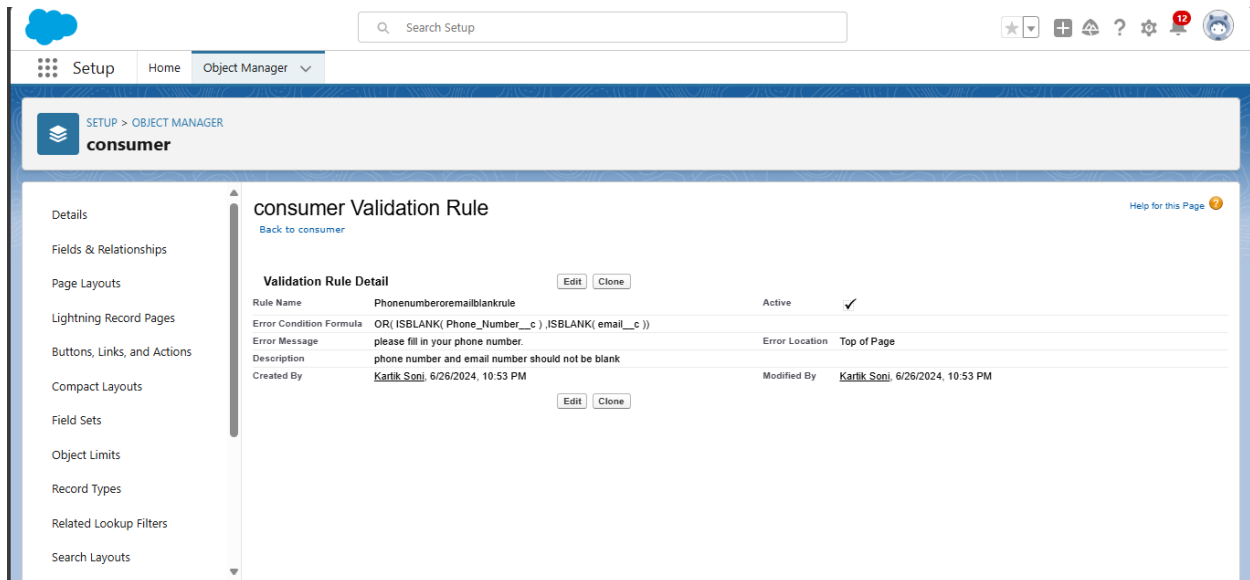 Search Setup
12
Setup
Home
Object Manager
SETUP > OBJECT MANAGER
consumer
Details
Fields & Relationships
Page Layouts
Lightning Record Pages
Buttons, Links, and Actions
Compact Layouts
Field Sets
Object Limits
Record Types
Related Lookup Filters
Search Layouts
consumer Validation Rule
Help for this Page ?
Back to consumer
Validation Rule Detail Edit Clone
Rule Name Phonenumberoremailblankrule Active ✓
Error Condition Formula OR( ISBLANK( Phone_Number__c ) ,ISBLANK( email__c ))
Error Message please fill in your phone number. Error Location Top of Page
Description phone number and email number should not be blank
Created By Kartik Soni, 6/26/2024, 10:53 PM Modified By Kartik Soni, 6/26/2024, 10:53 PM
Edit Clone